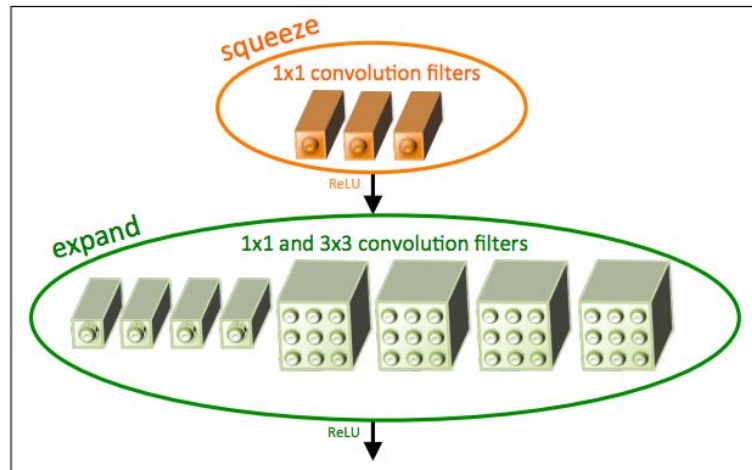 squeeze
1x1 convolution filters
ReLU
expand
1x1 and 3x3 convolution filters
ReLU